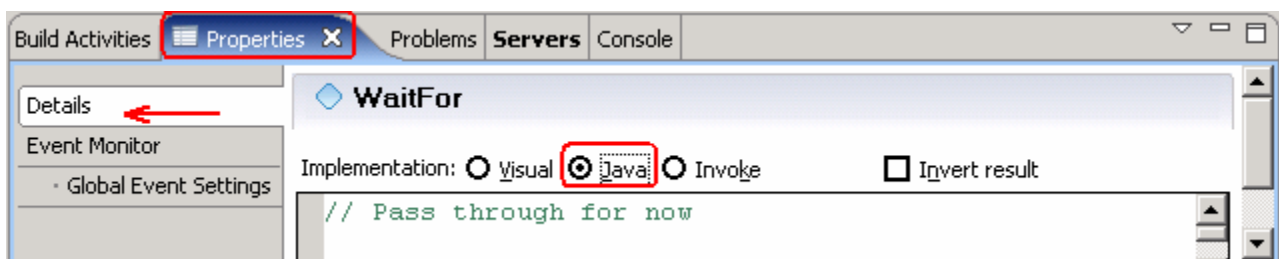 Build Activities Properties Problems Servers Console
Details
WaitFor
Event Monitor
Implementation: Visual Java Invoke Invert result
Global Event Settings
// Pass through for now